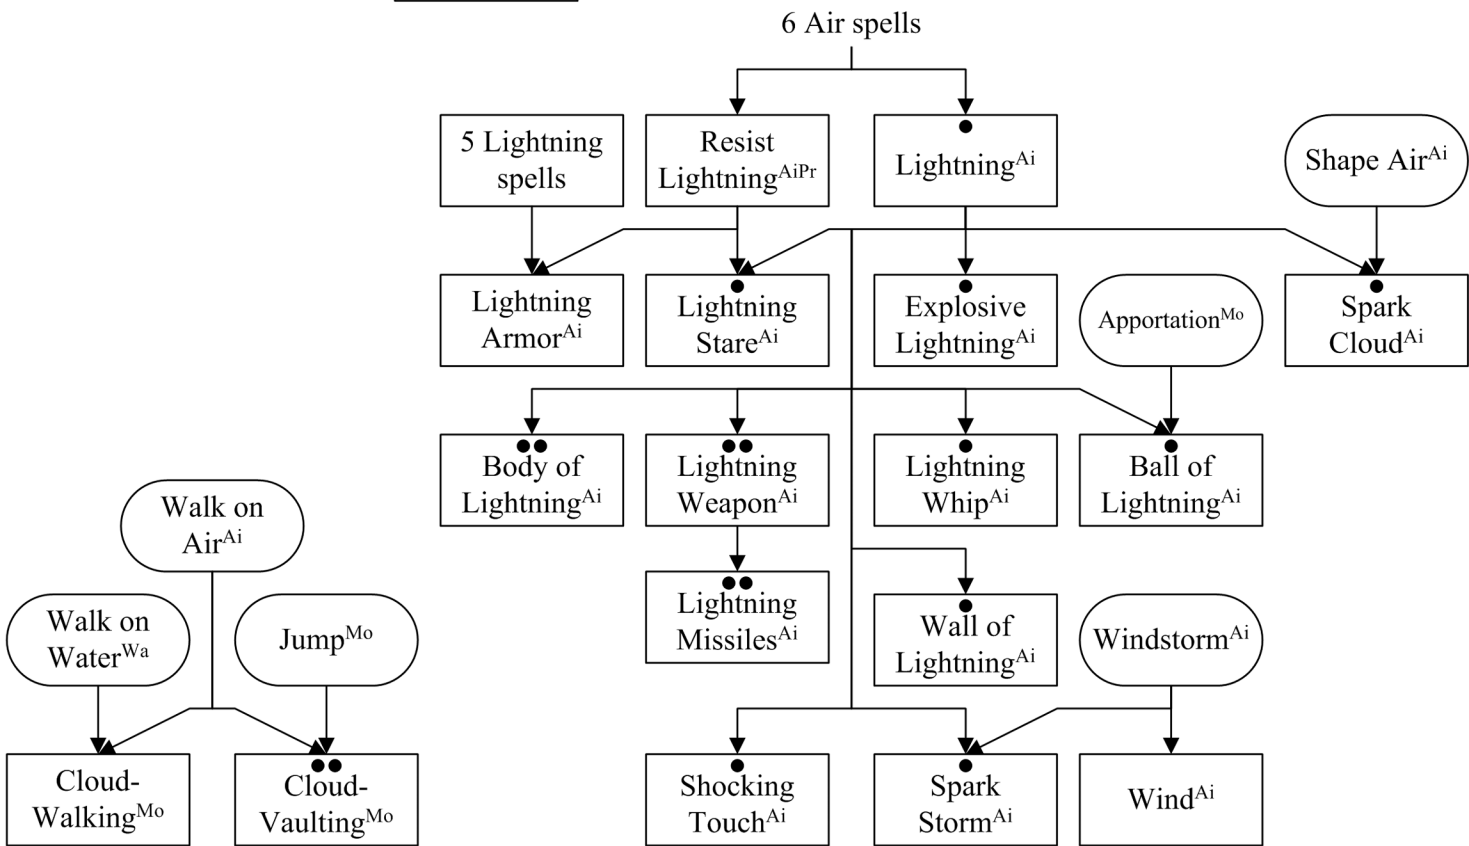 6 Air spells
5 Lightning
spells
Resist
LightningAiPr
LightningAi
Shape AirAi
Lightning
ArmorAi
Lightning
StareAi
Explosive
LightningAi
ApportationMo
Spark
CloudAi
Body of
LightningAi
Lightning
WeaponAi
Lightning
WhipAi
Ball of
LightningAi
Walk on
AirAi
Lightning
MissilesAi
Walk on
WaterWa
JumpMo
Wall of
LightningAi
WindstormAi
Cloud-
WalkingMo
Cloud-
VaultingMo
Shocking
TouchAi
Spark
StormAi
WindAi